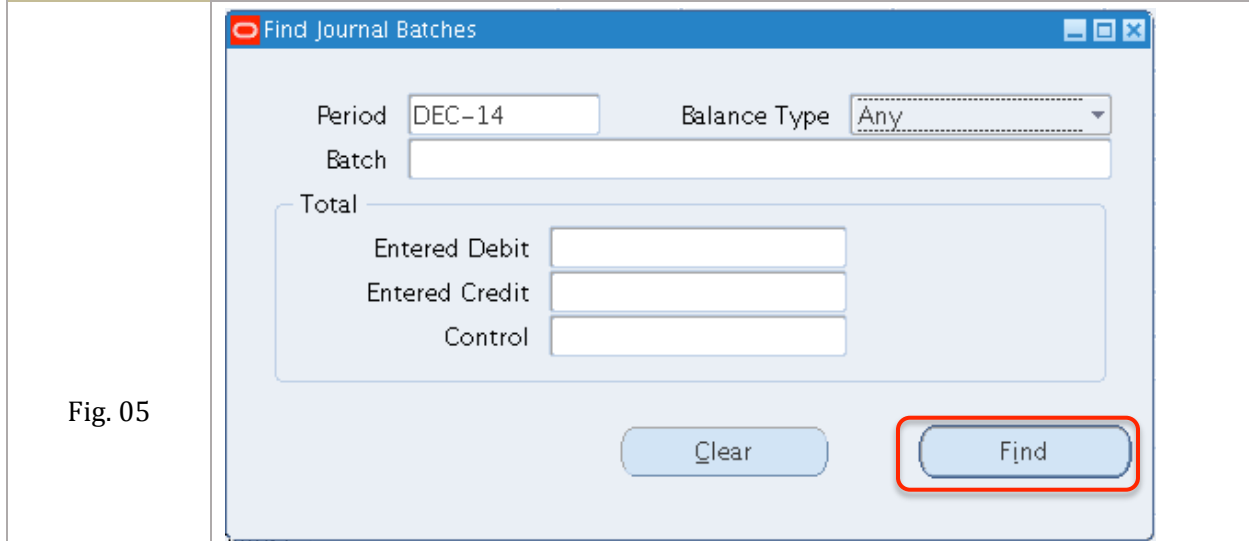 Find Journal Batches
Period DEC-14 Balance Type Any
Batch
Total
Entered Debit
Entered Credit
Control
Fig. 05
Clear Find